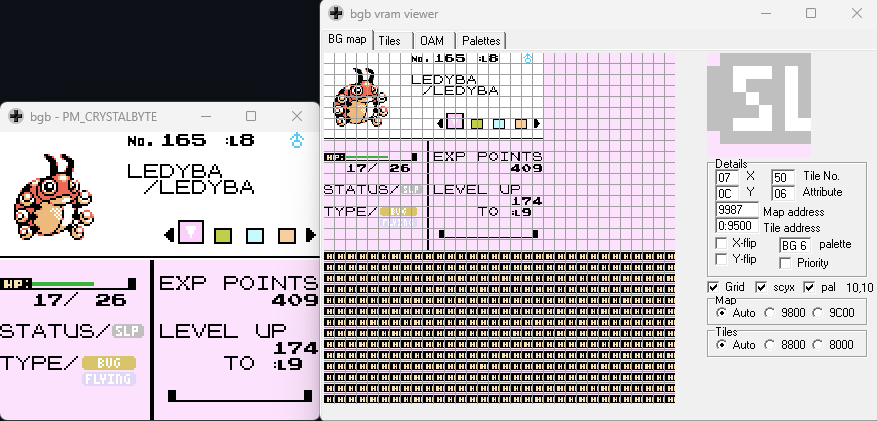 bgb - PM_CRYSTALBYTE
No. 165 :L8 ♂
LEDYBA
/LEDYBA
HP:
17/ 26
STATUS/SLP
TYPE/BUG
FLYING
EXP POINTS
409
LEVEL UP
174
TO :L9
bgb vram viewer
BG map Tiles OAM Palettes
No. 165 :L8 ♂
LEDYBA
/LEDYBA
HP:
17/ 26
STATUS/SLP
TYPE/BUG
FLYING
EXP POINTS
409
LEVEL UP
174
TO :L9
SL
Details
07 X 50 Tile No.
0C Y 06 Attribute
9987 Map address
0:9500 Tile address
X-flip BG 6 palette
Y-flip Priority
Grid scyx pal 10,10
Map
Auto 9800 9C00
Tiles
Auto 8800 8000